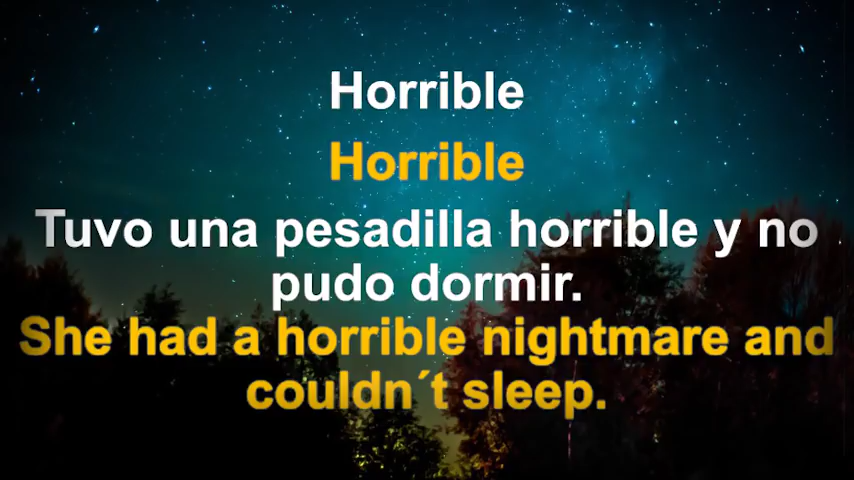 Horrible
Horrible
Tuvo una pesadilla horrible y no
pudo dormir.
She had a horrible nightmare and
couldn´t sleep.